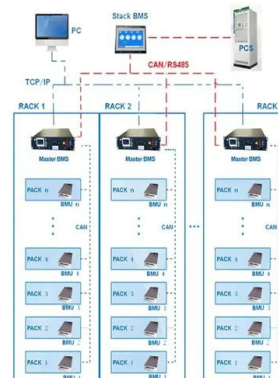 PC
Stack BMS
PCS
CAN/RS485
TCP/IP
RACK 1
RACK 2
RACK
Master BMS
Master BMS
Master BMS
PACK n
BMU n
PACK n
BMU n
PACK n
BMU n
CAN
CAN
CAN
PACK 4
BMU 4
PACK 4
BMU 4
PACK 4
BMU 4
PACK 3
BMU 3
PACK 3
BMU 3
PACK 3
BMU 3
PACK 2
BMU 2
PACK 2
BMU 2
PACK 2
BMU 2
PACK 1
PACK 1
PACK 1